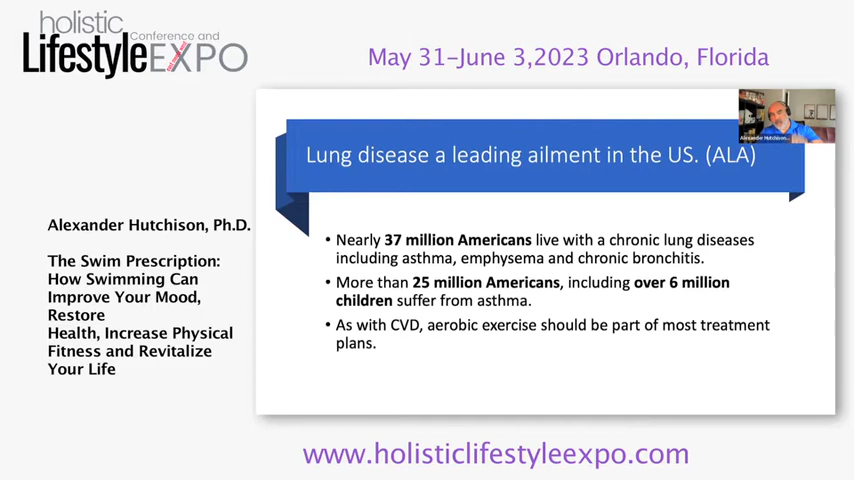 holistic
Conference and
LifestyleEXPO
May 31-June 3,2023 Orlando, Florida
Alexander Hutchison...
Lung disease a leading ailment in the US. (ALA)
Alexander Hutchison, Ph.D.
The Swim Prescription:
How Swimming Can
Improve Your Mood,
Restore
Health, Increase Physical
Fitness and Revitalize
Your Life
• Nearly 37 million Americans live with a chronic lung diseases
including asthma, emphysema and chronic bronchitis.
• More than 25 million Americans, including over 6 million
children suffer from asthma.
• As with CVD, aerobic exercise should be part of most treatment
plans.
www.holisticlifestyleexpo.com